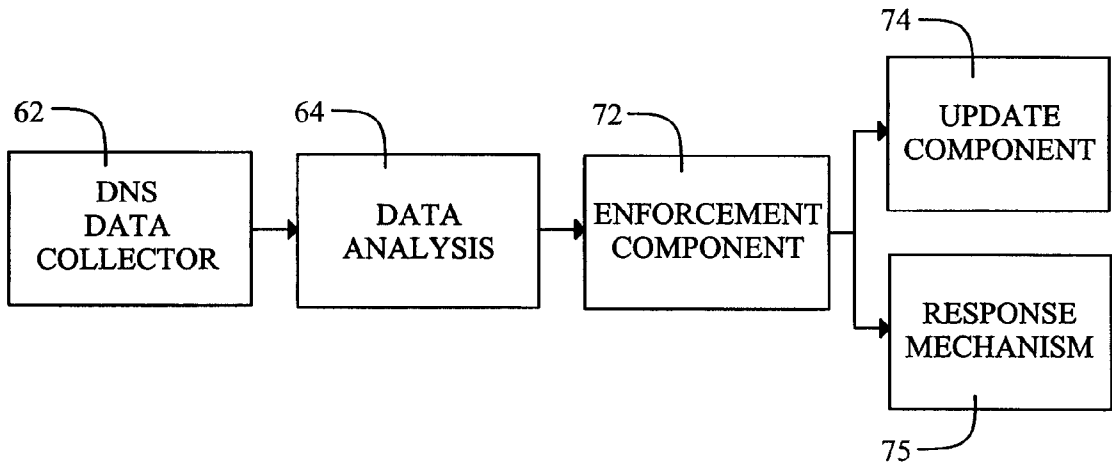 62
DNS
DATA
COLLECTOR
64
DATA
ANALYSIS
72
ENFORCEMENT
COMPONENT
74
UPDATE
COMPONENT
RESPONSE
MECHANISM
75